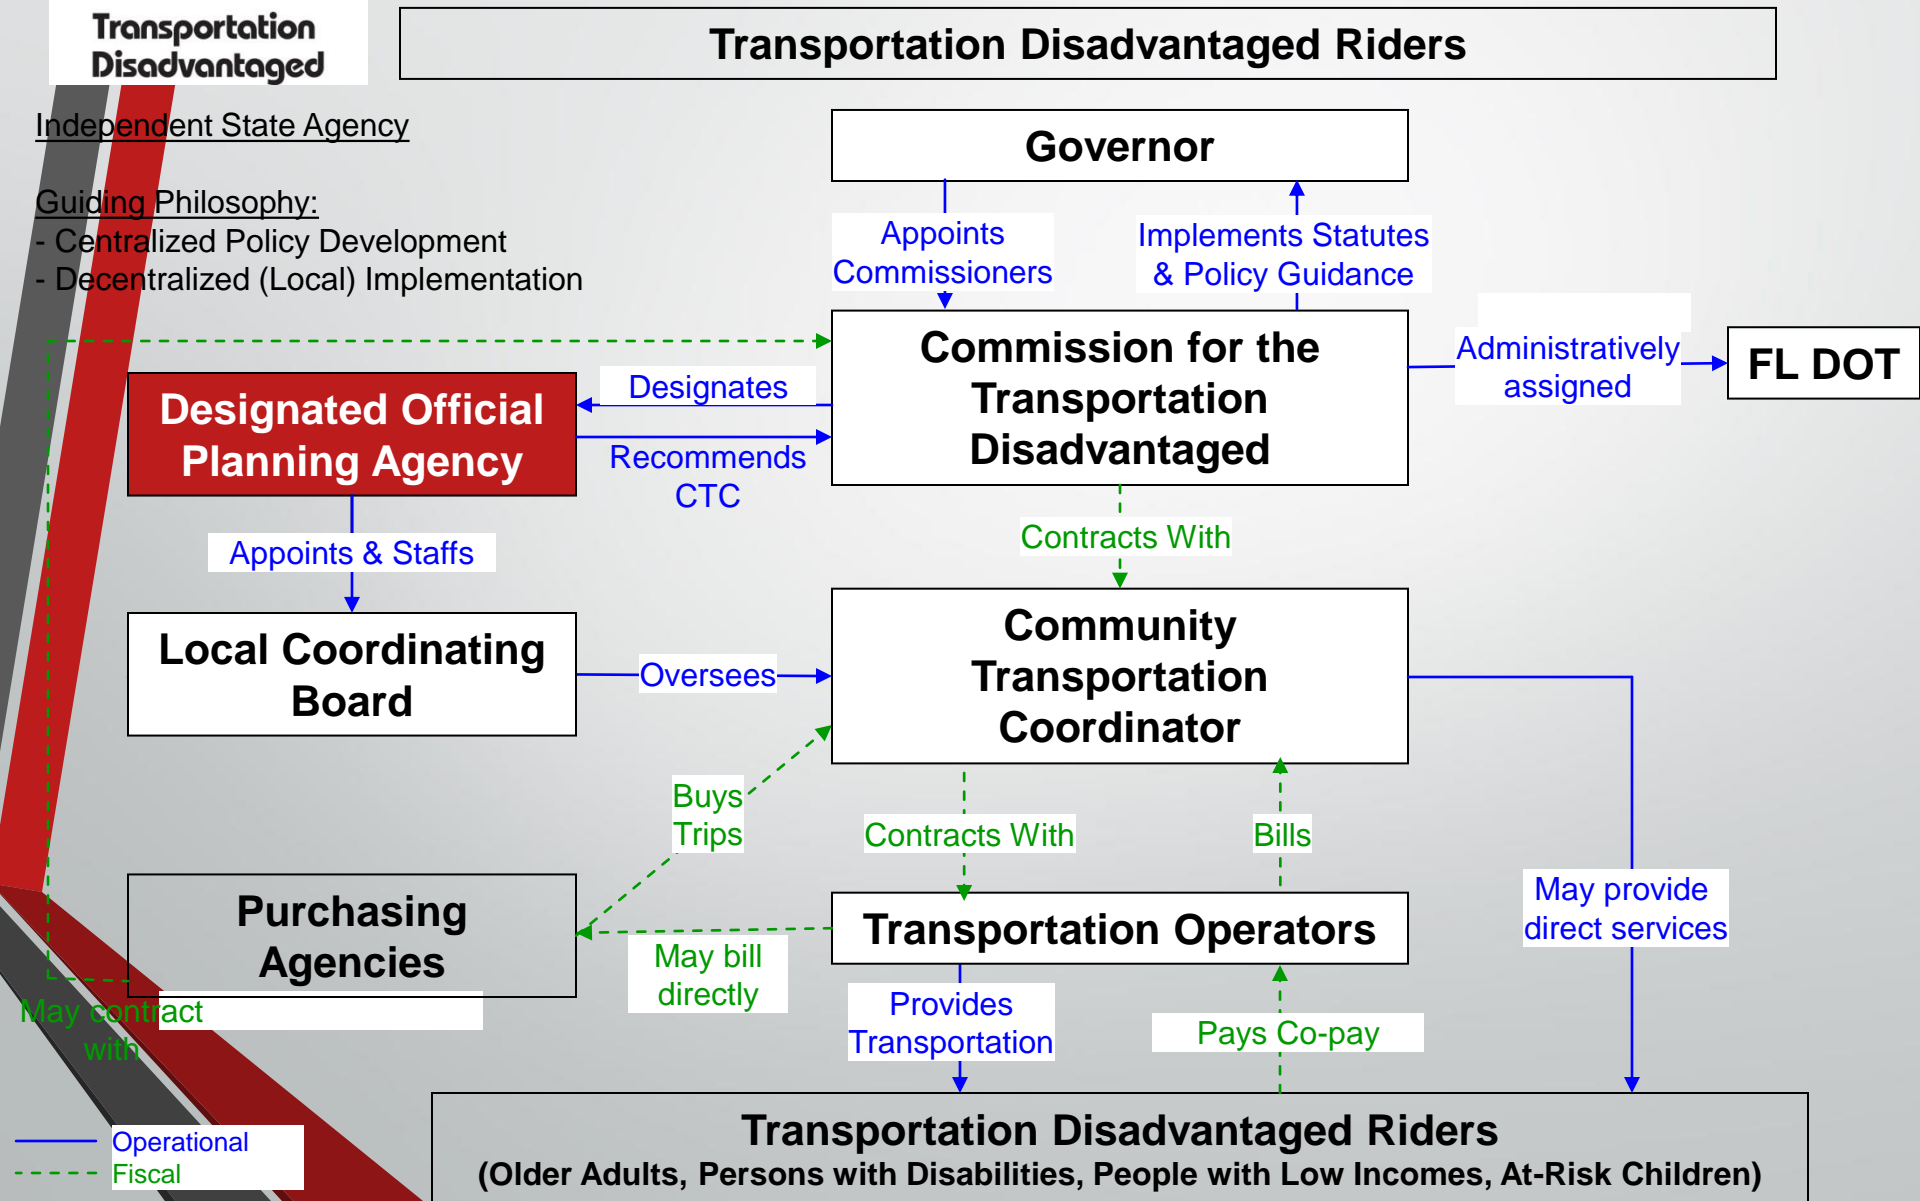 Transportation
Disadvantaged
Transportation Disadvantaged Riders
Independent State Agency
Guiding Philosophy:
- Centralized Policy Development
- Decentralized (Local) Implementation
Governor
Appoints
Commissioners
Implements Statutes
& Policy Guidance
Commission for the
Transportation
Disadvantaged
Administratively
assigned
FL DOT
Designated Official
Planning Agency
Designates
Recommends
CTC
Appoints & Staffs
Contracts With
Local Coordinating
Board
Oversees
Community
Transportation
Coordinator
Buys
Trips
Contracts With
Bills
May provide
direct services
Purchasing
Agencies
Transportation Operators
May bill
directly
May contract
with
Provides
Transportation
Pays Co-pay
Transportation Disadvantaged Riders
(Older Adults, Persons with Disabilities, People with Low Incomes, At-Risk Children)
Operational
Fiscal